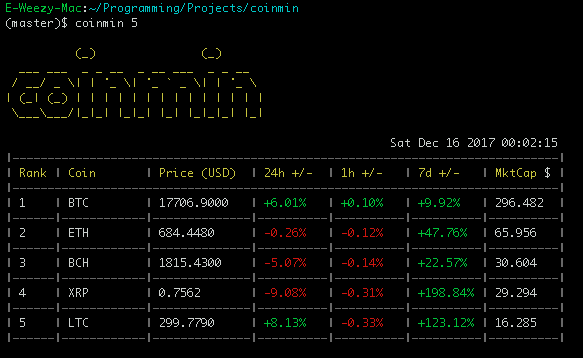 E-Weezy-Mac:~/Programming/Projects/coinmin
(master)$ coinmin 5
coinmin
Sat Dec 16 2017 00:02:15
Rank | Coin | Price (USD) | 24h +/- | 1h +/- | 7d +/- | MktCap $
1 | BTC | 17706.9000 | +6.01% | +0.10% | +9.92% | 296.482
2 | ETH | 684.4480 | -0.26% | -0.12% | +47.76% | 65.956
3 | BCH | 1815.4300 | -5.07% | -0.14% | +22.57% | 30.604
4 | XRP | 0.7562 | -9.08% | -0.31% | +198.84% | 29.294
5 | LTC | 299.7790 | +8.13% | -0.33% | +123.12% | 16.285